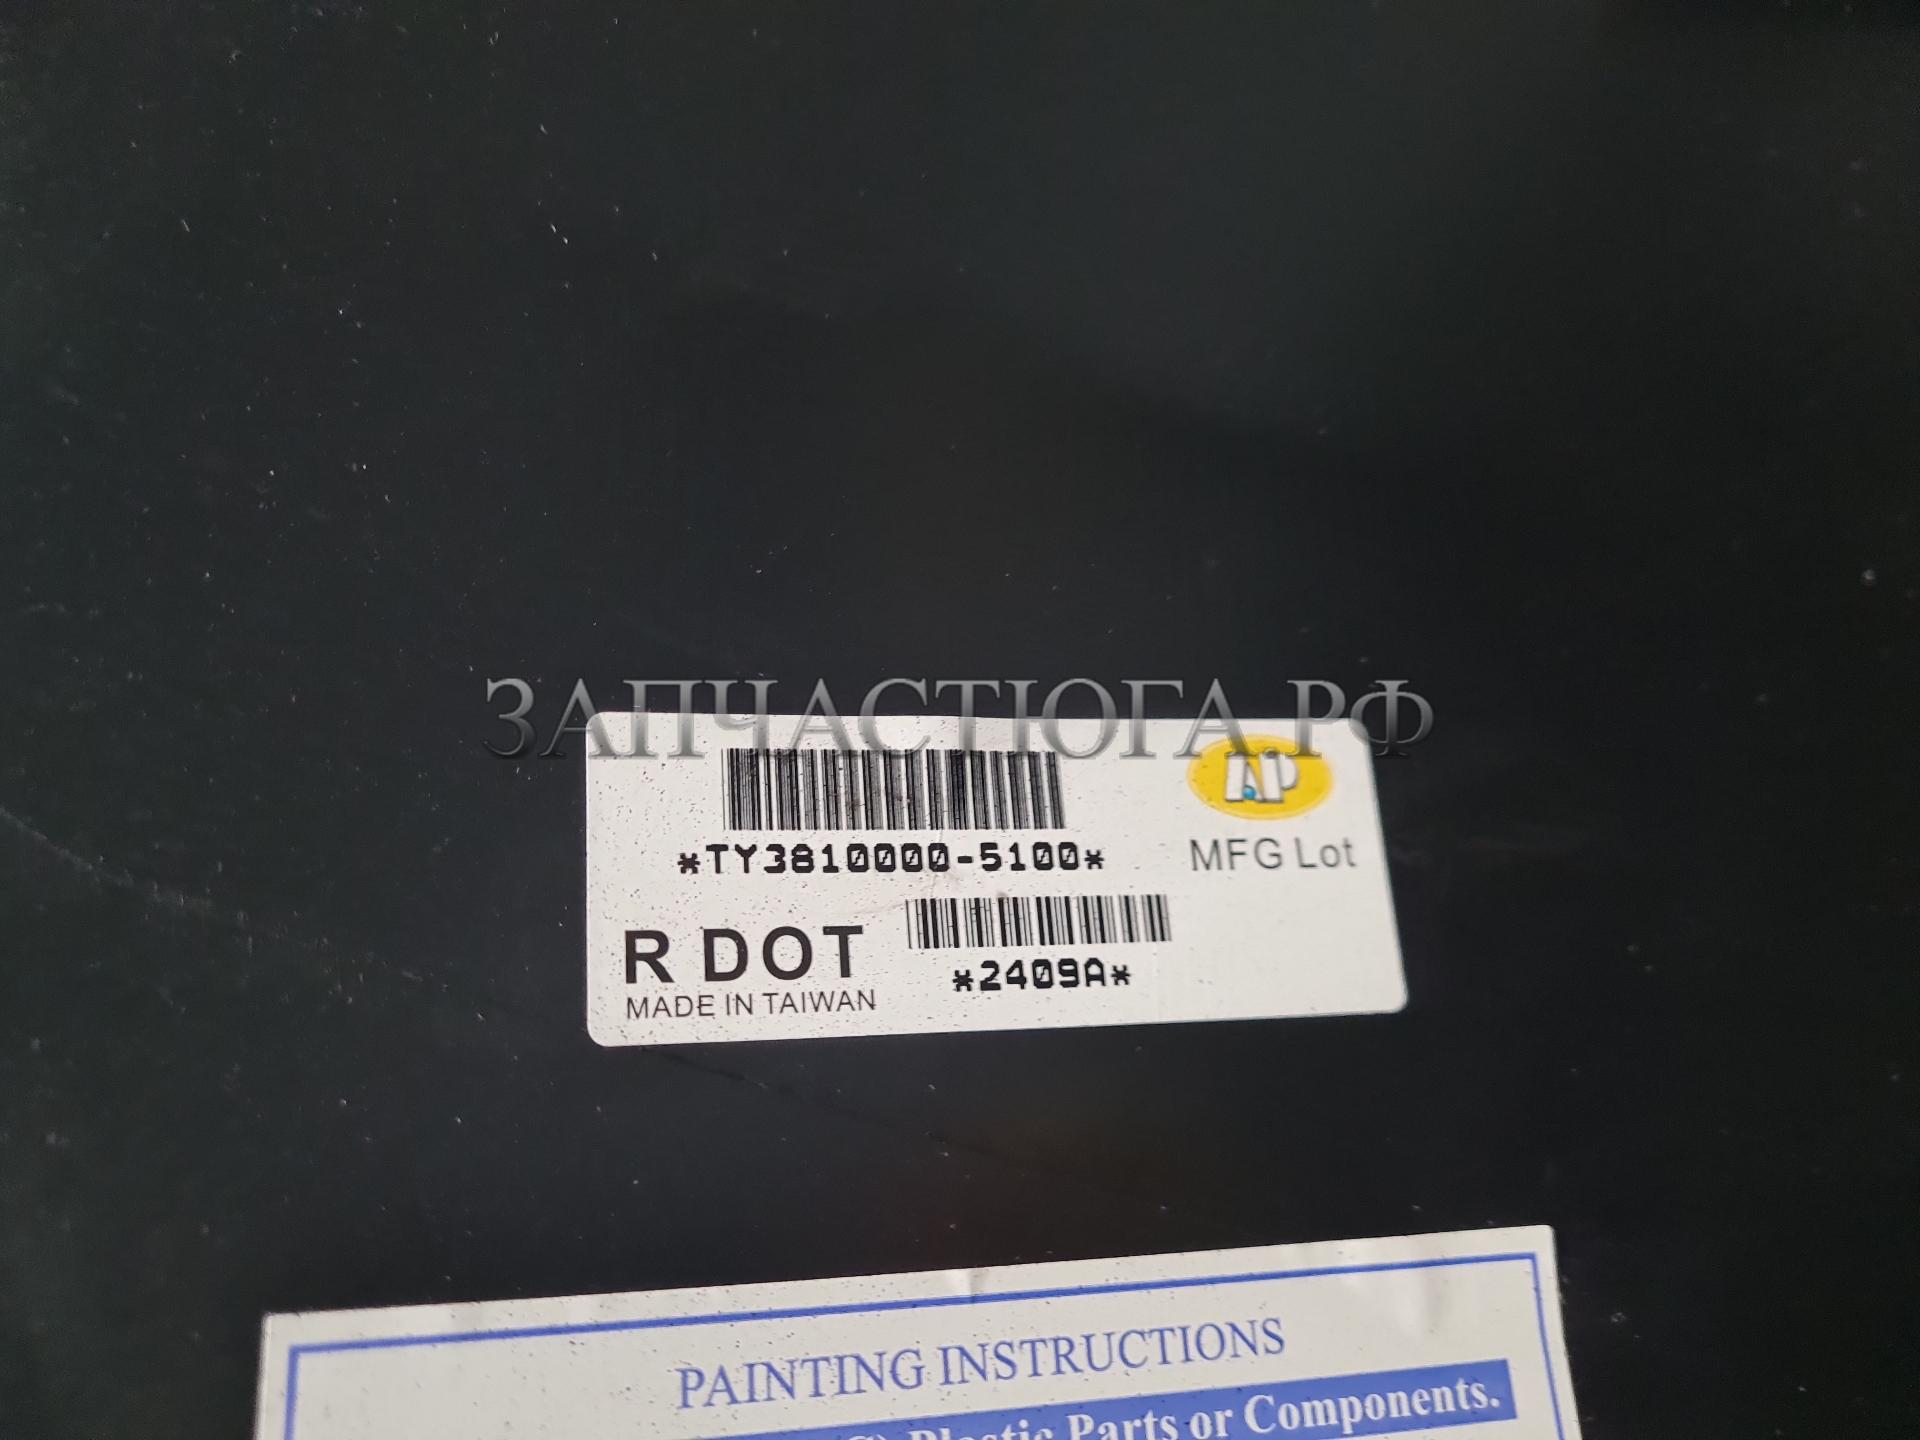 ЗАПЧАСТЮГА.РФ
*TY3810000-5100*
AP
MFG Lot
R DOT
MADE IN TAIWAN
*2409A*
PAINTING INSTRUCTIONS
Plastic Parts or Components.